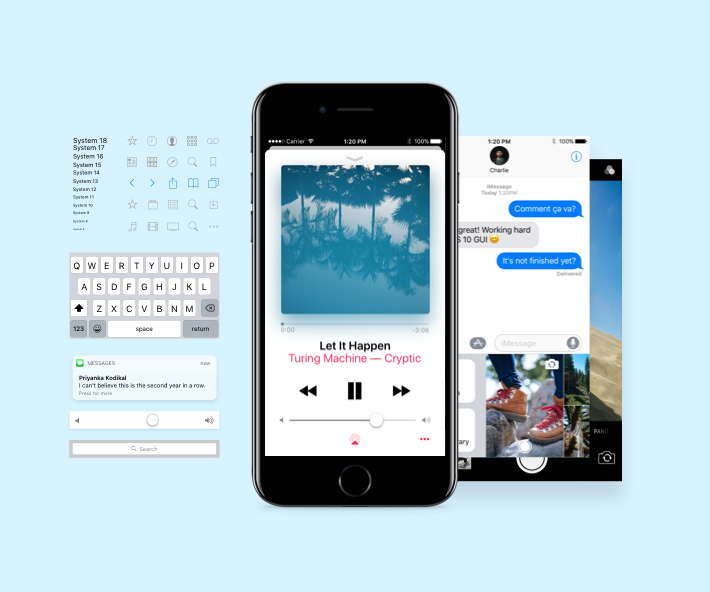 System 18
System 17
System 16
System 15
System 14
System 13
System 12
System 11
System 10
System 9
Q W E R T Y U I O P
A S D F G H J K L
Z X C V B N M
123 space return
MESSAGES now
Priyanka Kodikal
I can't believe this is the second year in a row.
Press for more
Search
Carrier 1:20 PM 100%
0:00 -3:06
Let It Happen
Turing Machine — Cryptic
1:20 PM 100%
Charlie
iMessage
Today 1:20PM
Comment ça va?
great! Working hard
S 10 GUI 😊
It's not finished yet?
Delivered
iMessage
rary
PANO